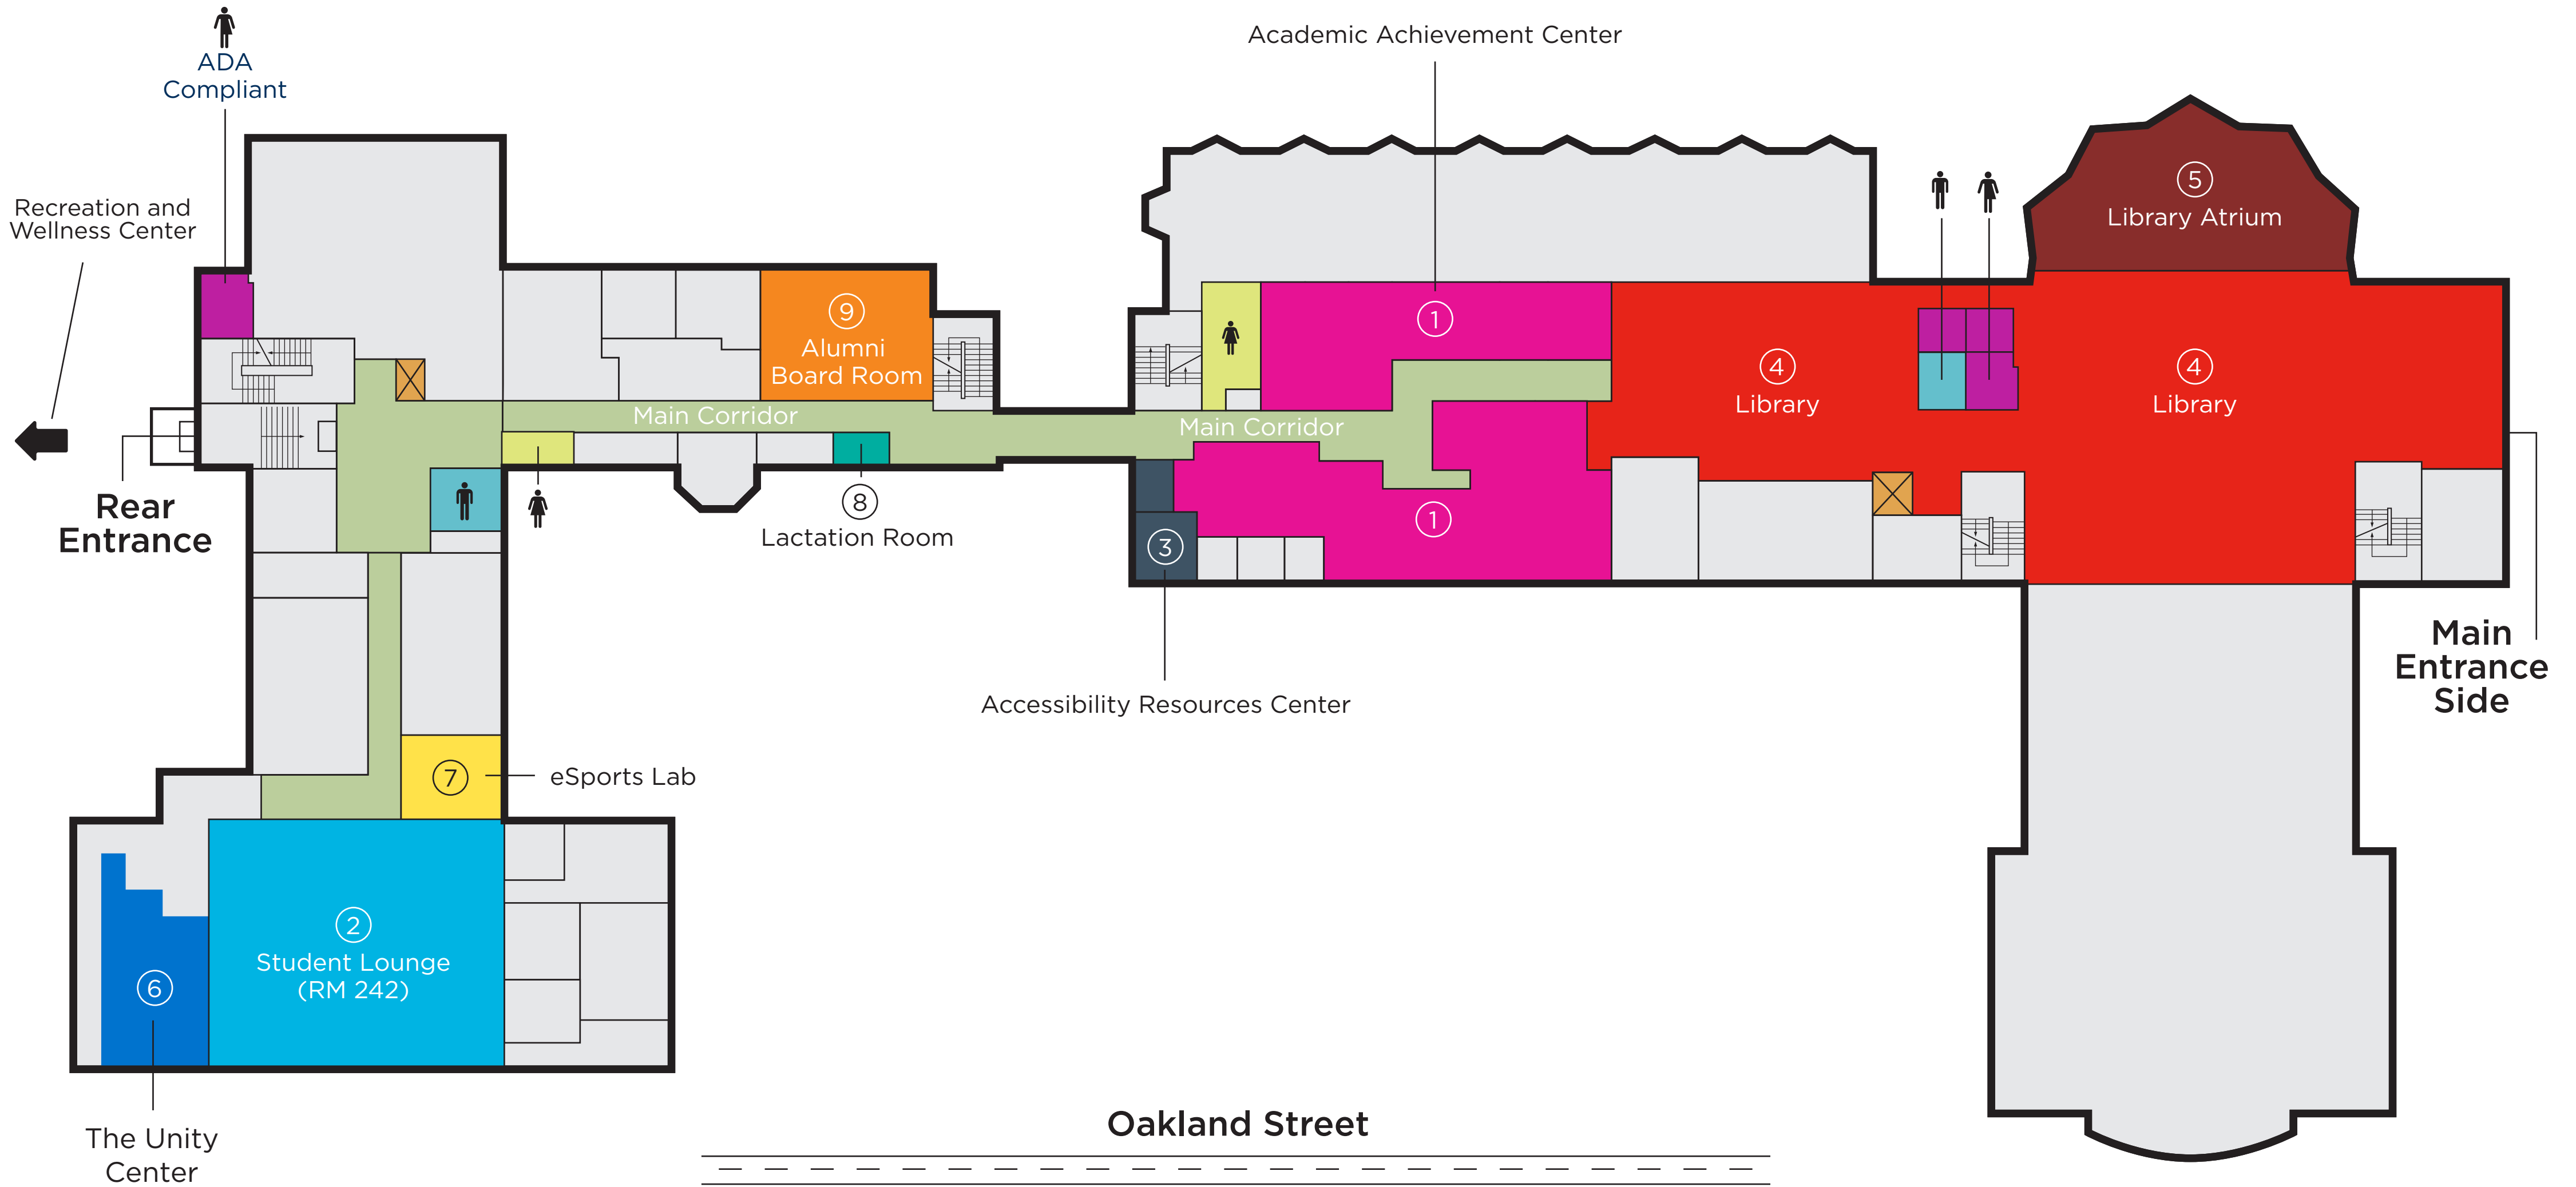 Academic Achievement Center
ADA
Compliant
Recreation and
Wellness Center
5
Library Atrium
9
Alumni
Board Room
1
4
Library
4
Library
Main Corridor
Main Corridor
Rear
Entrance
8
Lactation Room
3
1
Main
Entrance
Side
Accessibility Resources Center
7
eSports Lab
2
Student Lounge
(RM 242)
6
The Unity
Center
Oakland Street